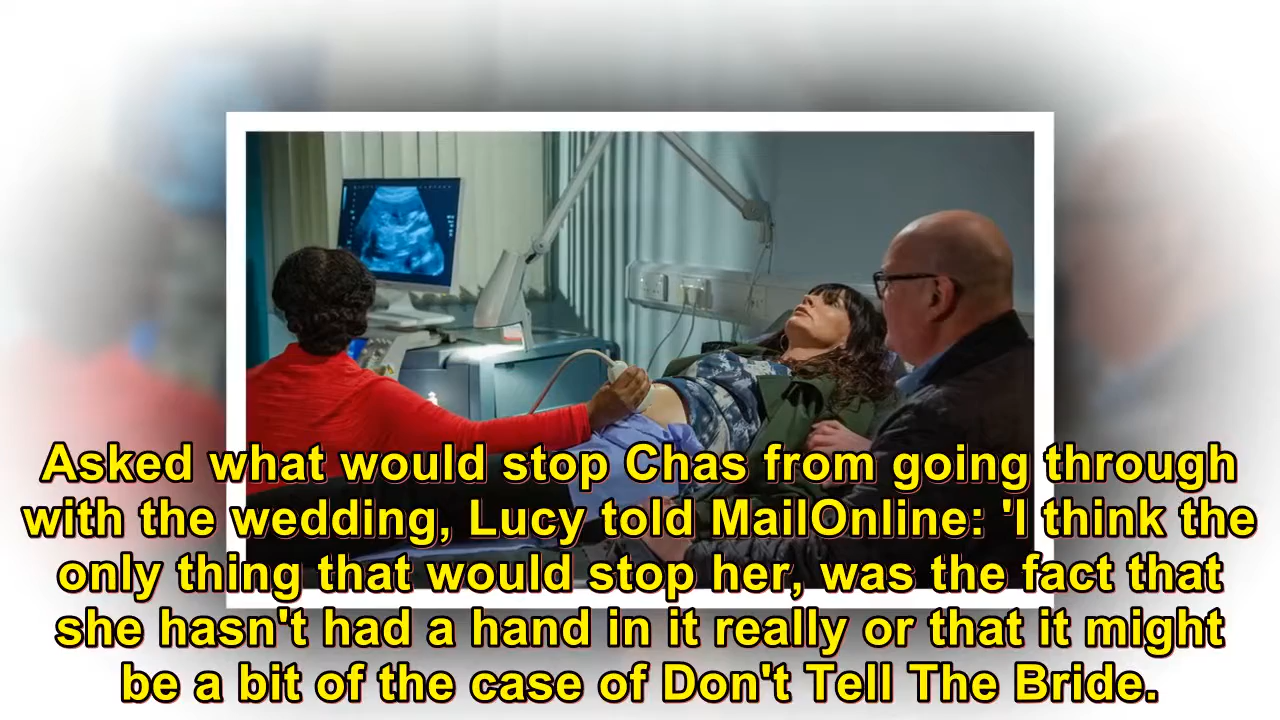 Asked what would stop Chas from going through
with the wedding, Lucy told MailOnline: 'I think the
only thing that would stop her, was the fact that
she hasn't had a hand in it really or that it might
be a bit of the case of Don't Tell The Bride.